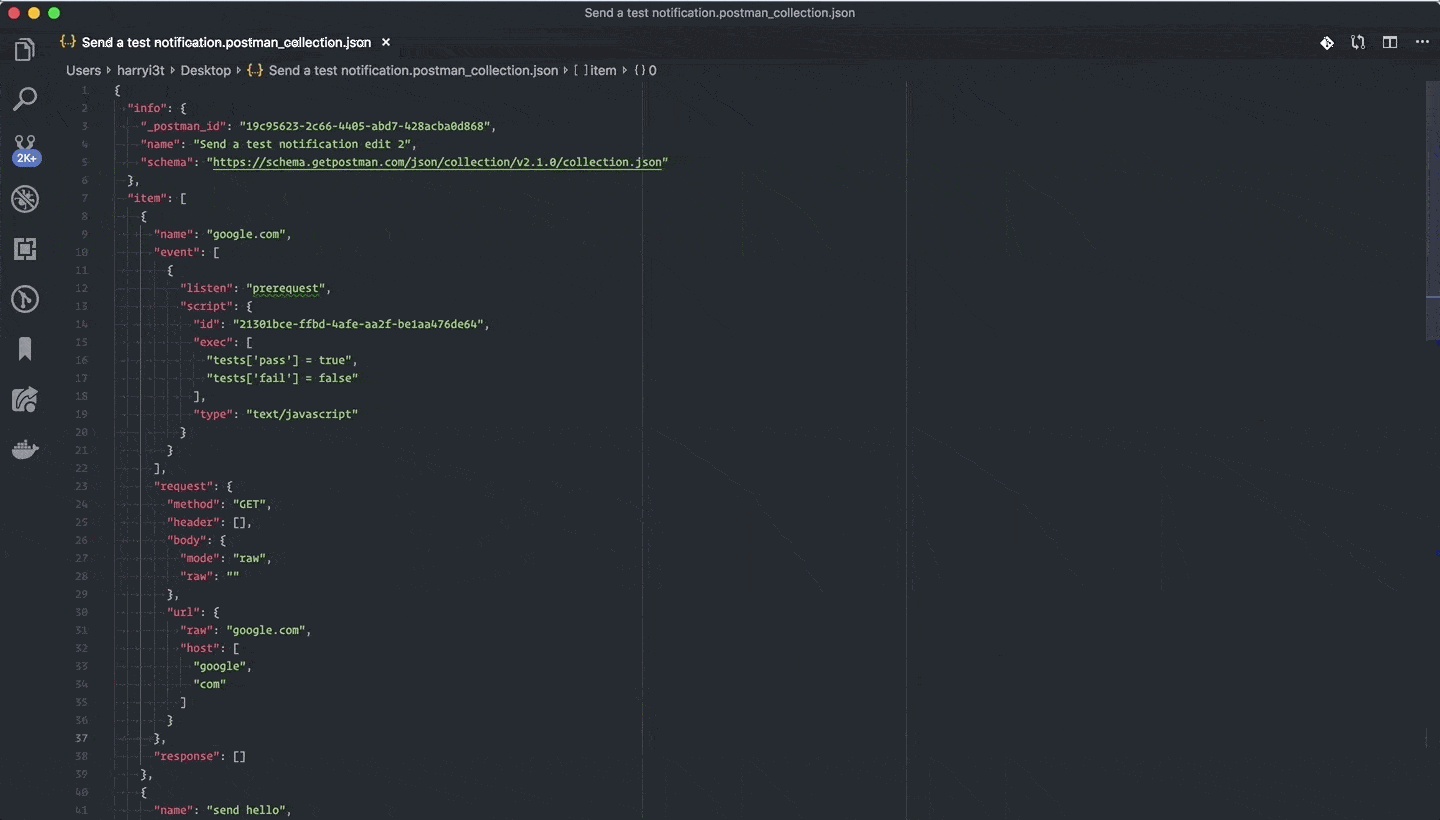 Send a test notification.postman_collection.json
{..} Send a test notification.postman_collection.json ×
Users › harryi3t › Desktop › {..} Send a test notification.postman_collection.json › [ ] item › { } 0
2K+
1 {
2 "info": {
3 "_postman_id": "19c95623-2c66-4405-abd7-428acba0d868",
4 "name": "Send a test notification edit 2",
5 "schema": "https://schema.getpostman.com/json/collection/v2.1.0/collection.json"
6 },
7 "item": [
8 {
9 "name": "google.com",
10 "event": [
11 {
12 "listen": "prerequest",
13 "script": {
14 "id": "21301bce-ffbd-4afe-aa2f-be1aa476de64",
15 "exec": [
16 "tests['pass'] = true",
17 "tests['fail'] = false"
18 ],
19 "type": "text/javascript"
20 }
21 }
22 ],
23 "request": {
24 "method": "GET",
25 "header": [],
26 "body": {
27 "mode": "raw",
28 "raw": ""
29 },
30 "url": {
31 "raw": "google.com",
32 "host": [
33 "google",
34 "com"
35 ]
36 }
37 },
38 "response": []
39 },
40 {
41 "name": "send hello",